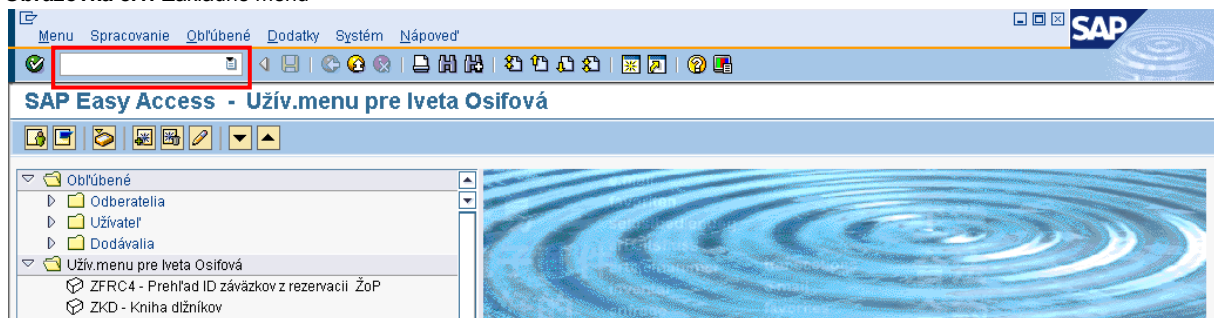 Menu Spracovanie Obľúbené Dodatky Systém Nápoveď
SAP
SAP Easy Access - Užív.menu pre Iveta Osifová
Obľúbené
Odberatelia
Užívateľ
Dodávalia
Užív.menu pre Iveta Osifová
ZFRC4 - Prehľad ID záväzkov z rezervacii ŽoP
ZKD - Kniha dlžníkov